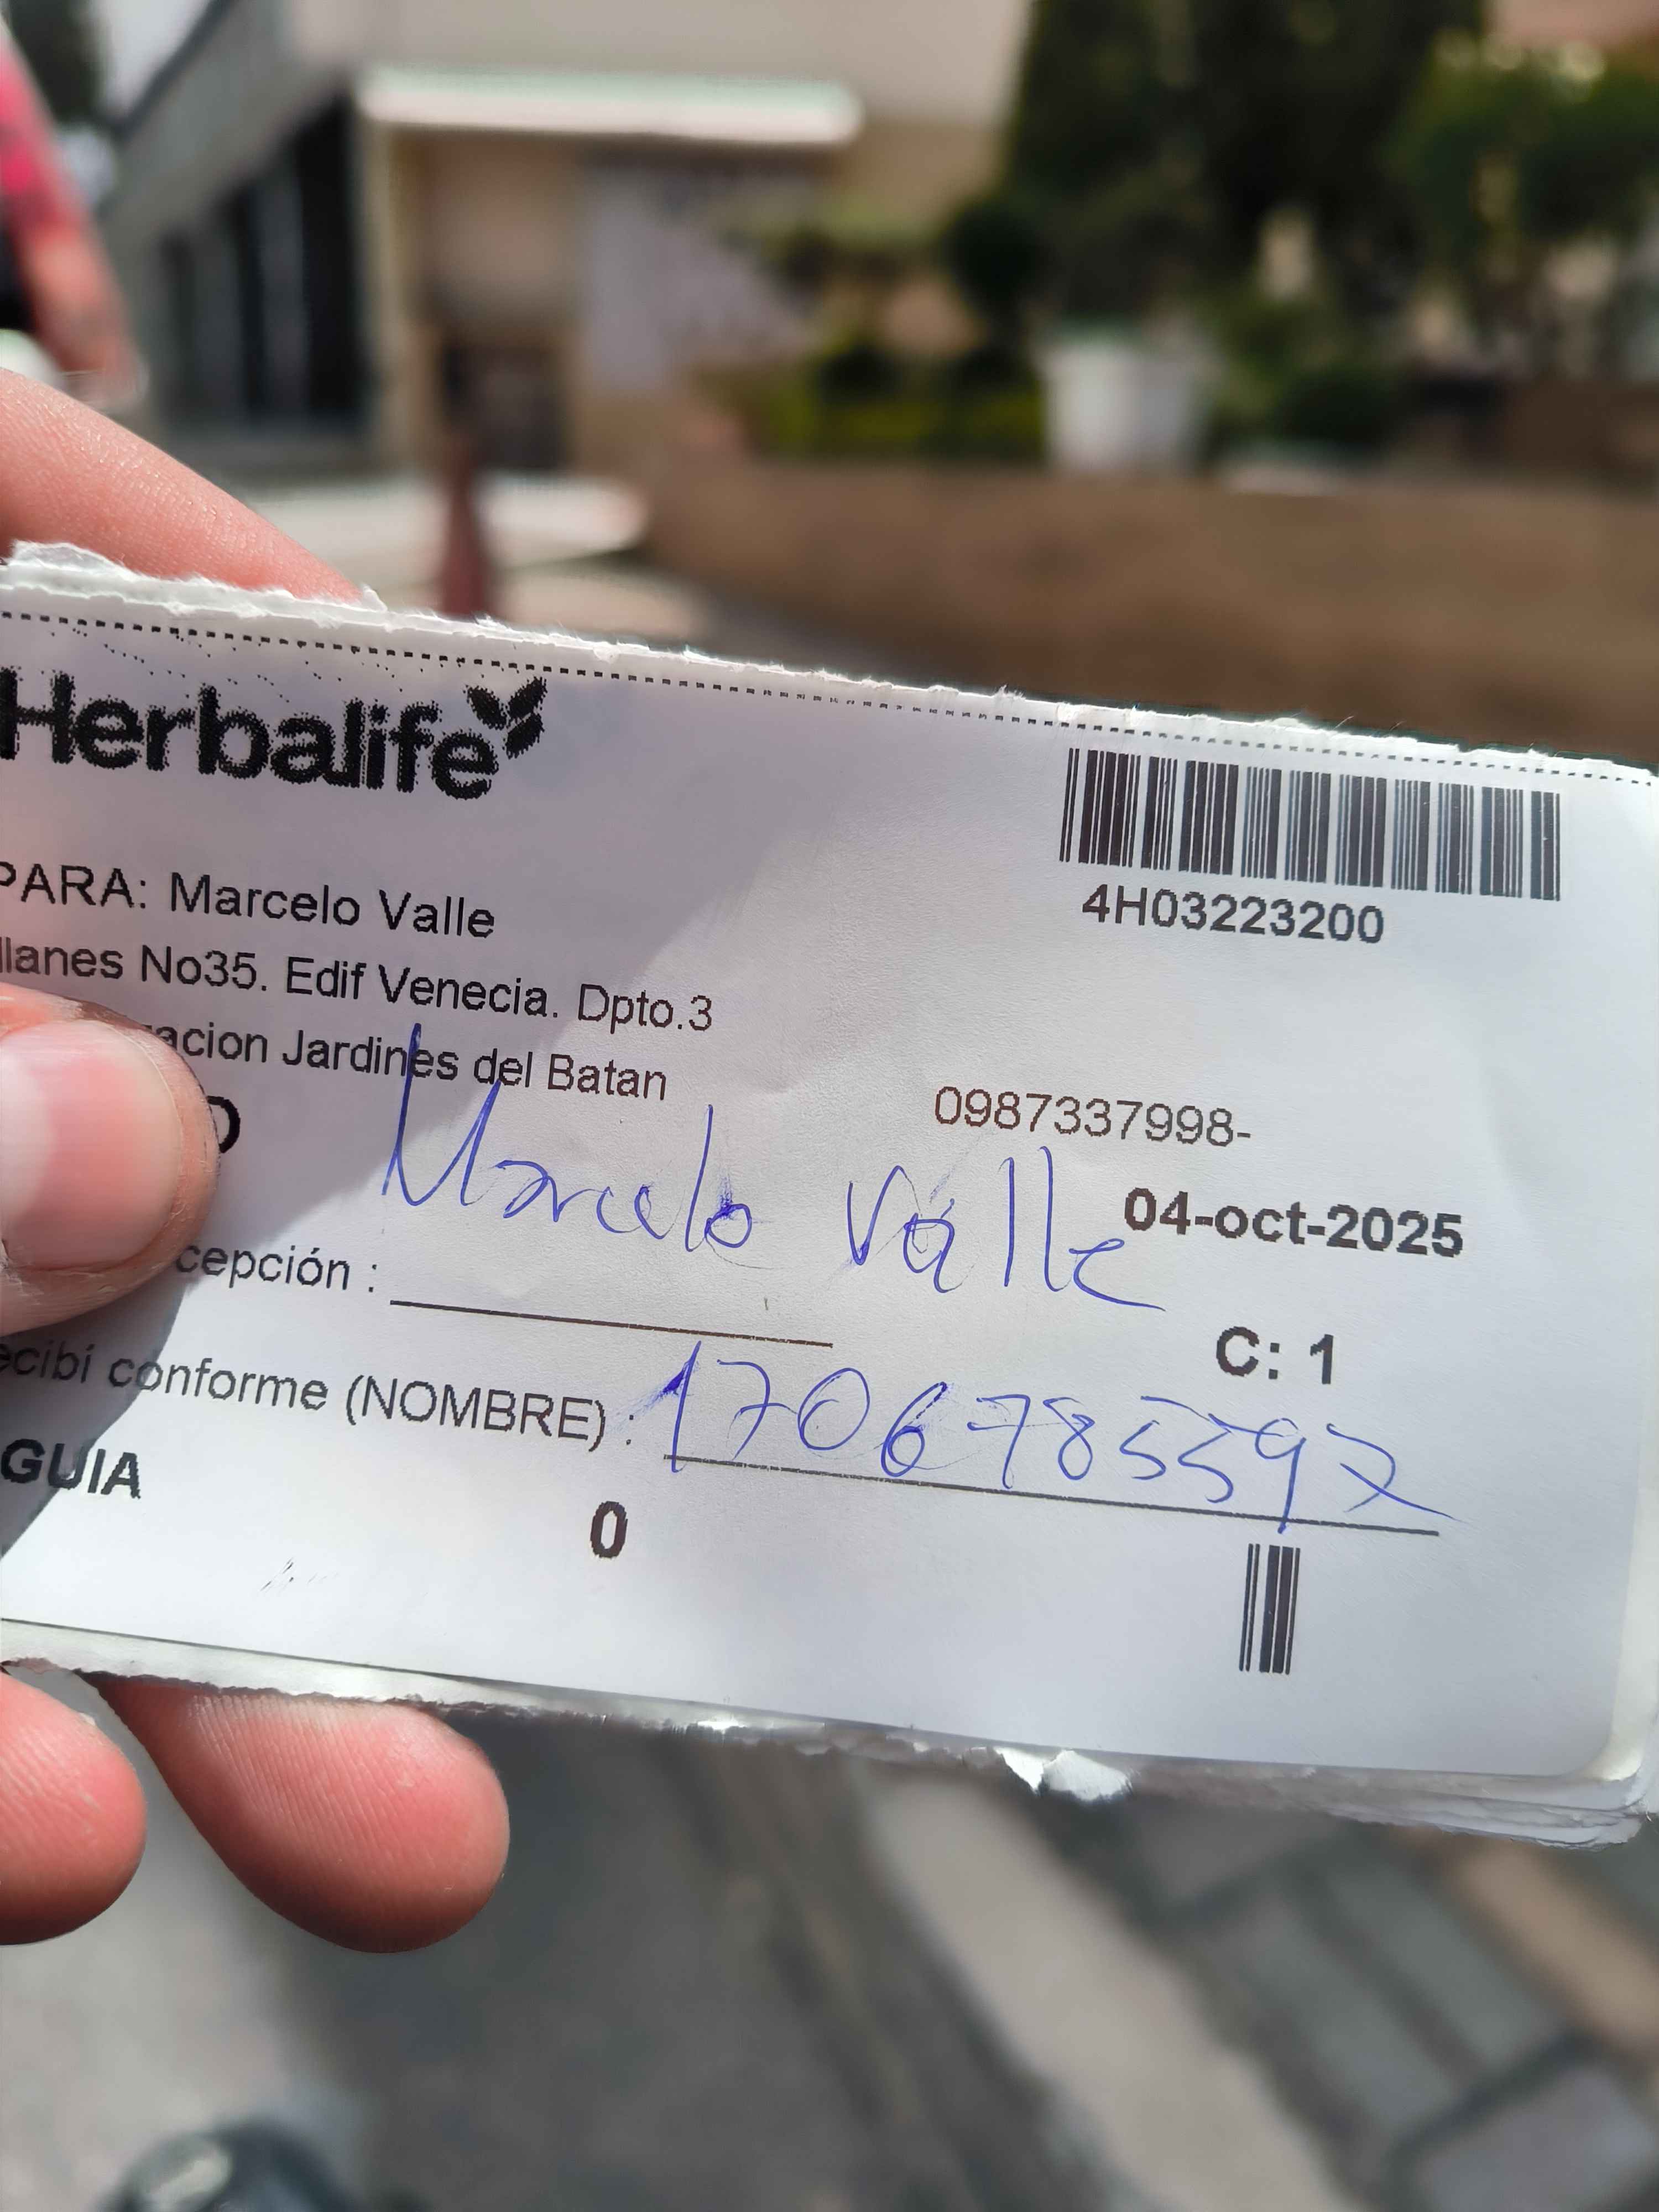 Herbalife
PARA: Marcelo Valle
4H03223200
llanes No35. Edif Venecia. Dpto.3
acion Jardines del Batan
0987337998-
Marcelo Valle
04-oct-2025
cepción :
C: 1
ecibí conforme (NOMBRE) : 1706785592
GUIA
0